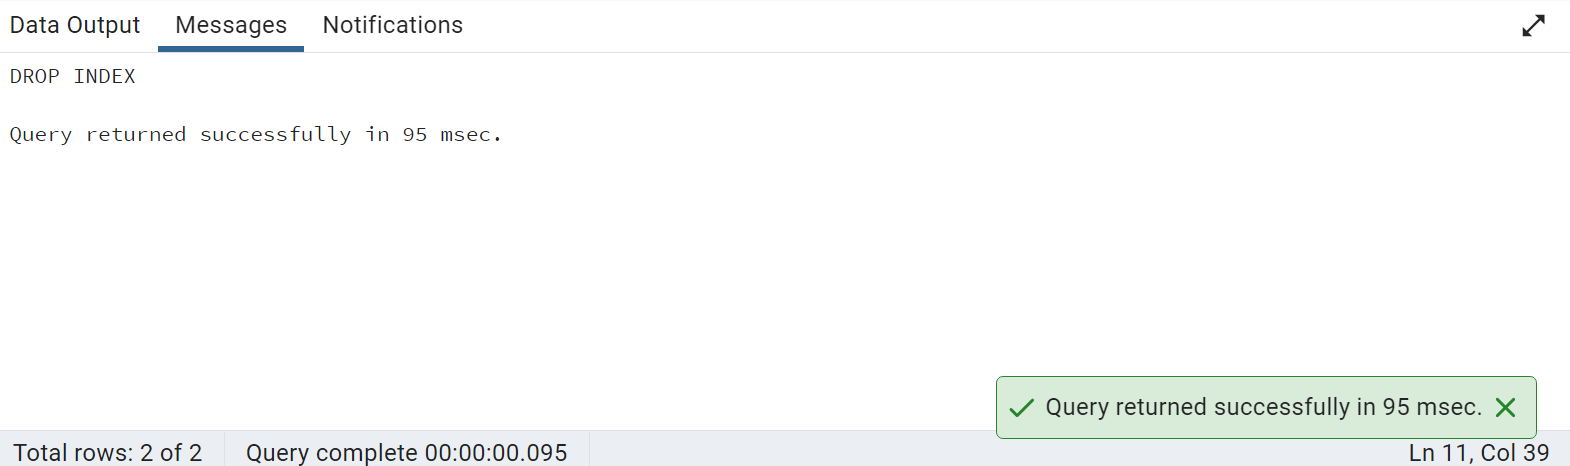 Data Output Messages Notifications
DROP INDEX
Query returned successfully in 95 msec.
Query returned successfully in 95 msec.
Total rows: 2 of 2 Query complete 00:00:00.095 Ln 11, Col 39